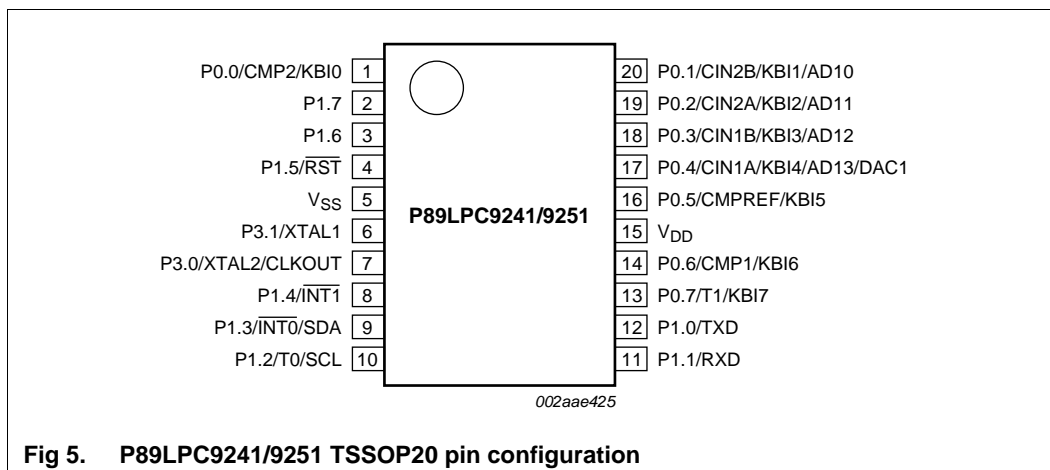 P0.0/CMP2/KBI0 1
P1.7 2
P1.6 3
P1.5/R̅S̅T̅ 4
VSS 5
P3.1/XTAL1 6
P3.0/XTAL2/CLKOUT 7
P1.4/I̅N̅T̅1̅ 8
P1.3/I̅N̅T̅0̅/SDA 9
P1.2/T0/SCL 10
P89LPC9241/9251
20 P0.1/CIN2B/KBI1/AD10
19 P0.2/CIN2A/KBI2/AD11
18 P0.3/CIN1B/KBI3/AD12
17 P0.4/CIN1A/KBI4/AD13/DAC1
16 P0.5/CMPREF/KBI5
15 VDD
14 P0.6/CMP1/KBI6
13 P0.7/T1/KBI7
12 P1.0/TXD
11 P1.1/RXD
002aae425
Fig 5. P89LPC9241/9251 TSSOP20 pin configuration